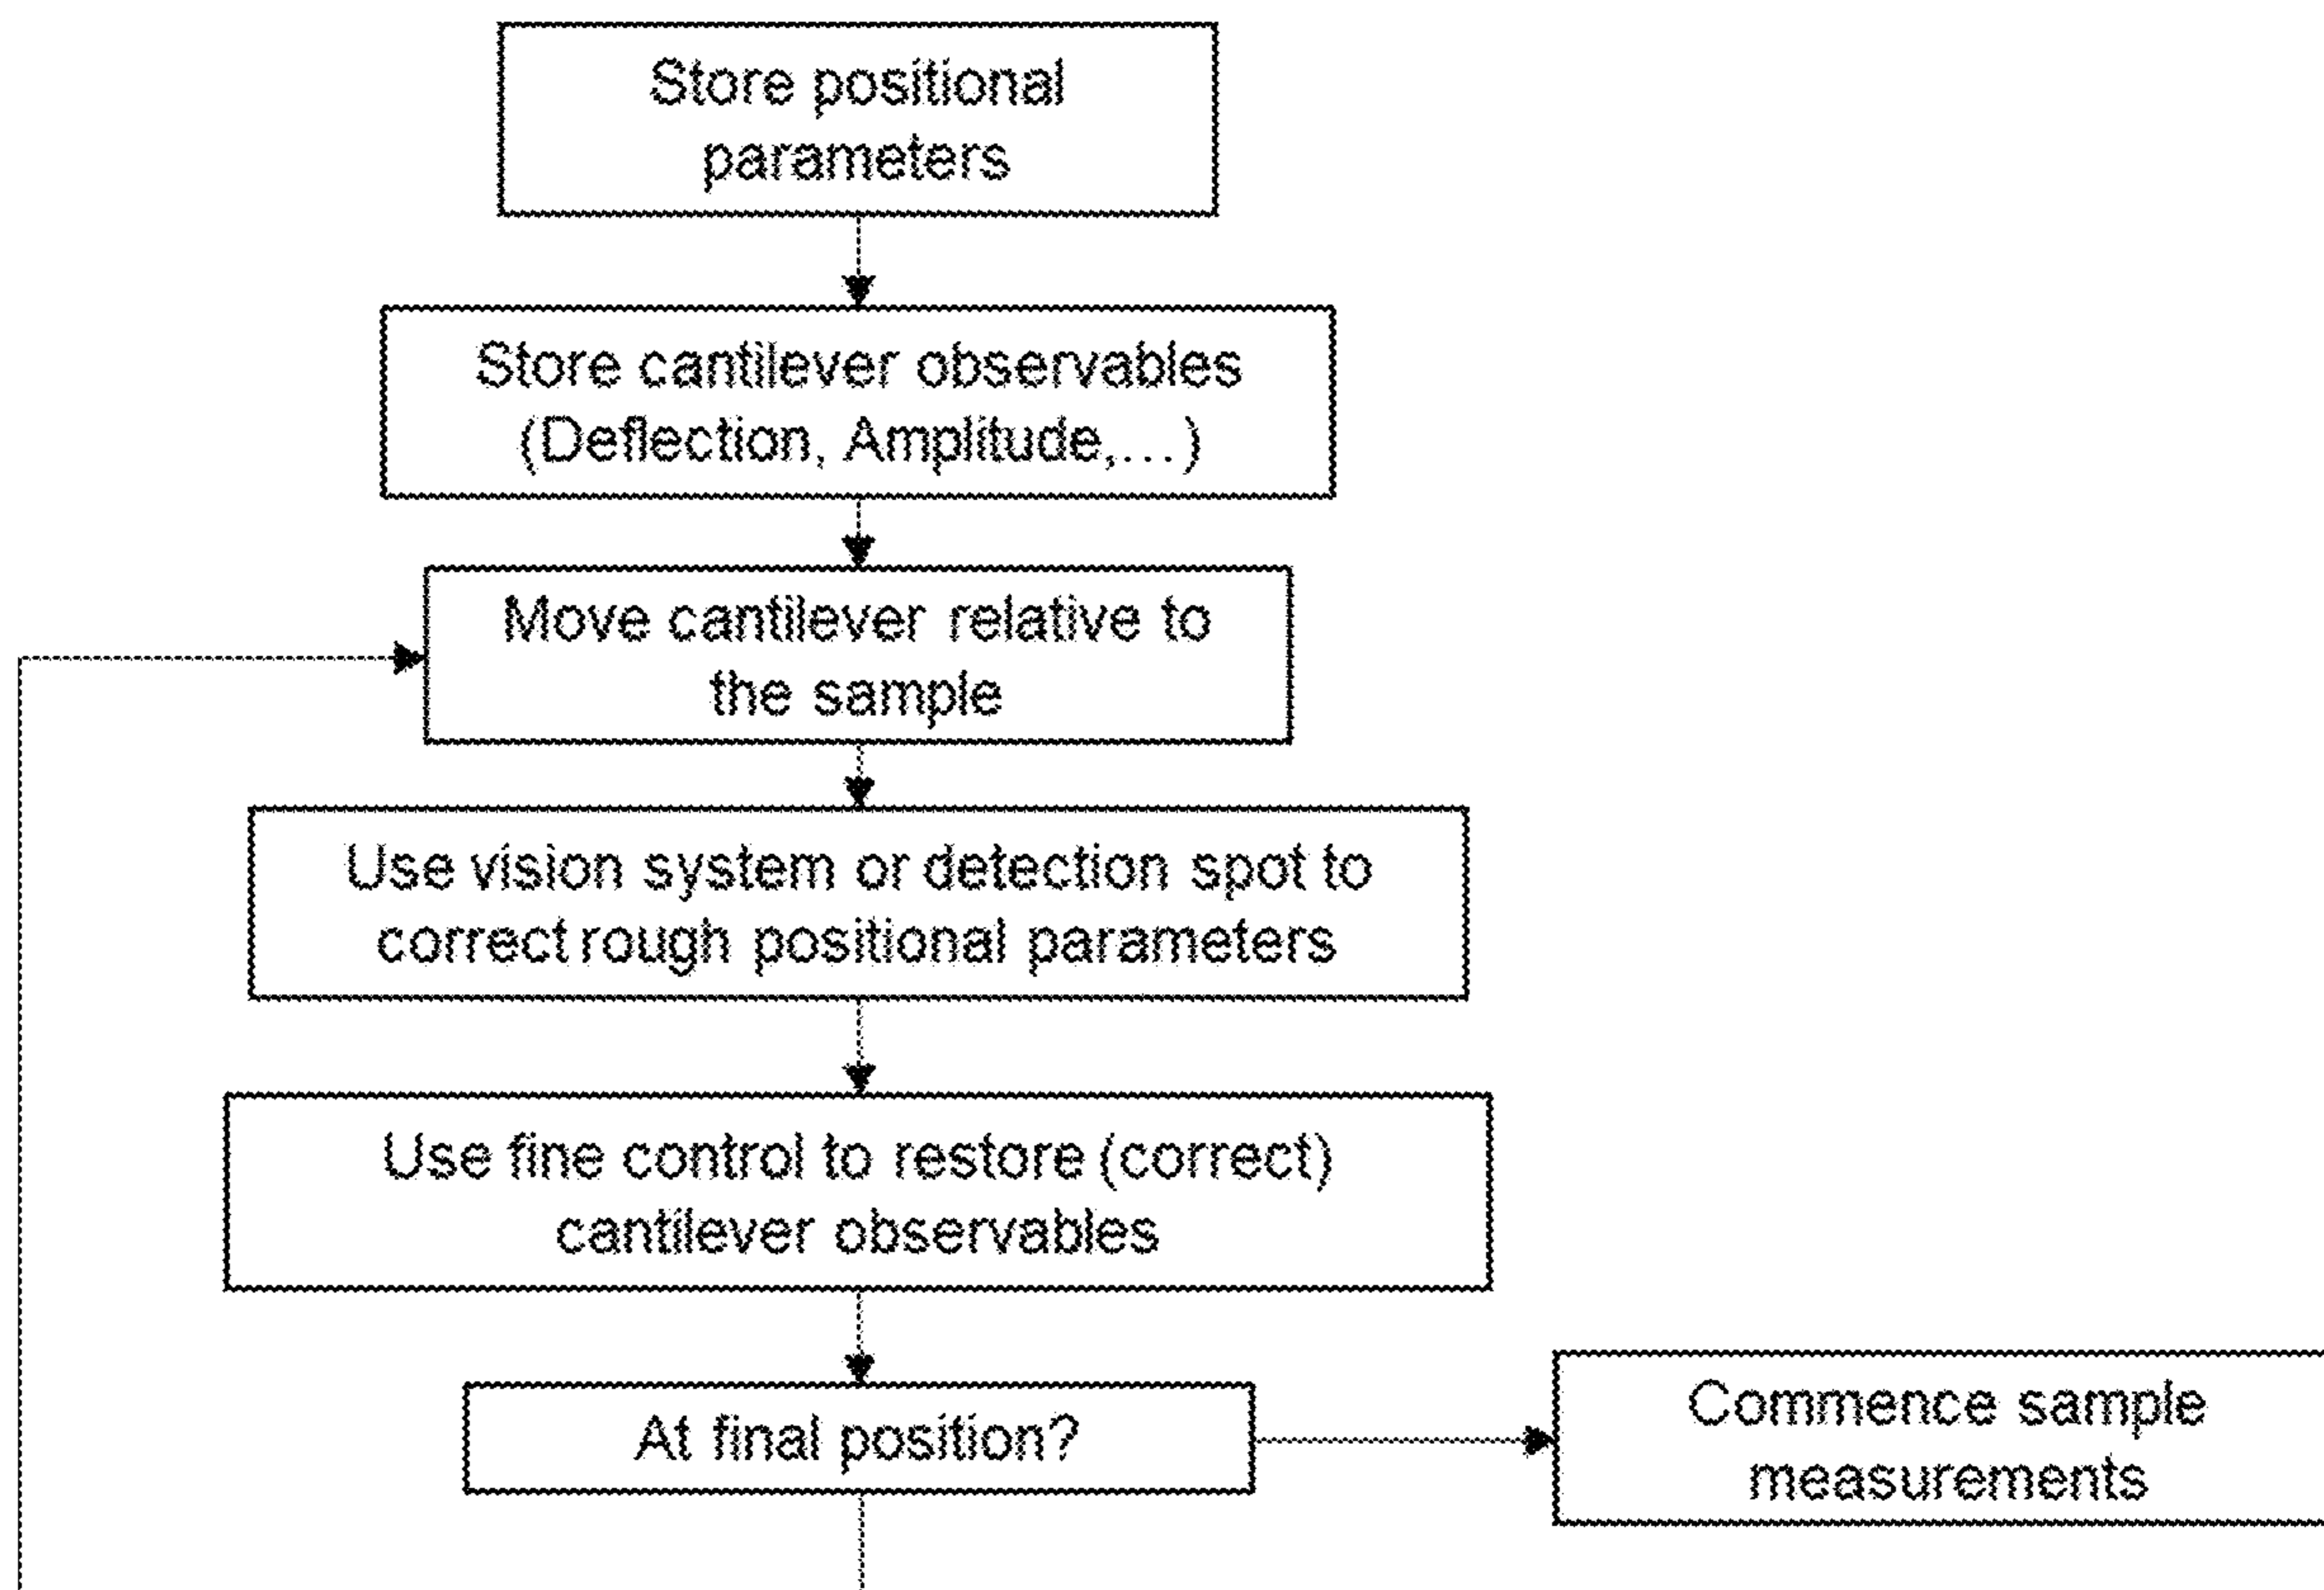 Store positional
parameters
Store cantilever observables
(Deflection, Amplitude,...)
Move cantilever relative to
the sample
Use vision system or detection spot to
correct rough positional parameters
Use fine control to restore (correct)
cantilever observables
At final position?
Commence sample
measurements